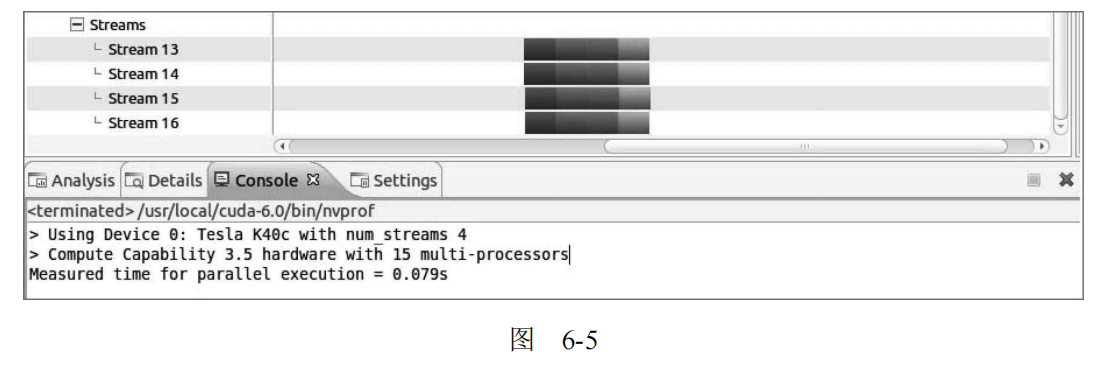 Streams
Stream 13
Stream 14
Stream 15
Stream 16
Analysis Details Console Settings
<terminated> /usr/local/cuda-6.0/bin/nvprof
> Using Device 0: Tesla K40c with num_streams 4
> Compute Capability 3.5 hardware with 15 multi-processors
Measured time for parallel execution = 0.079s
图 6-5